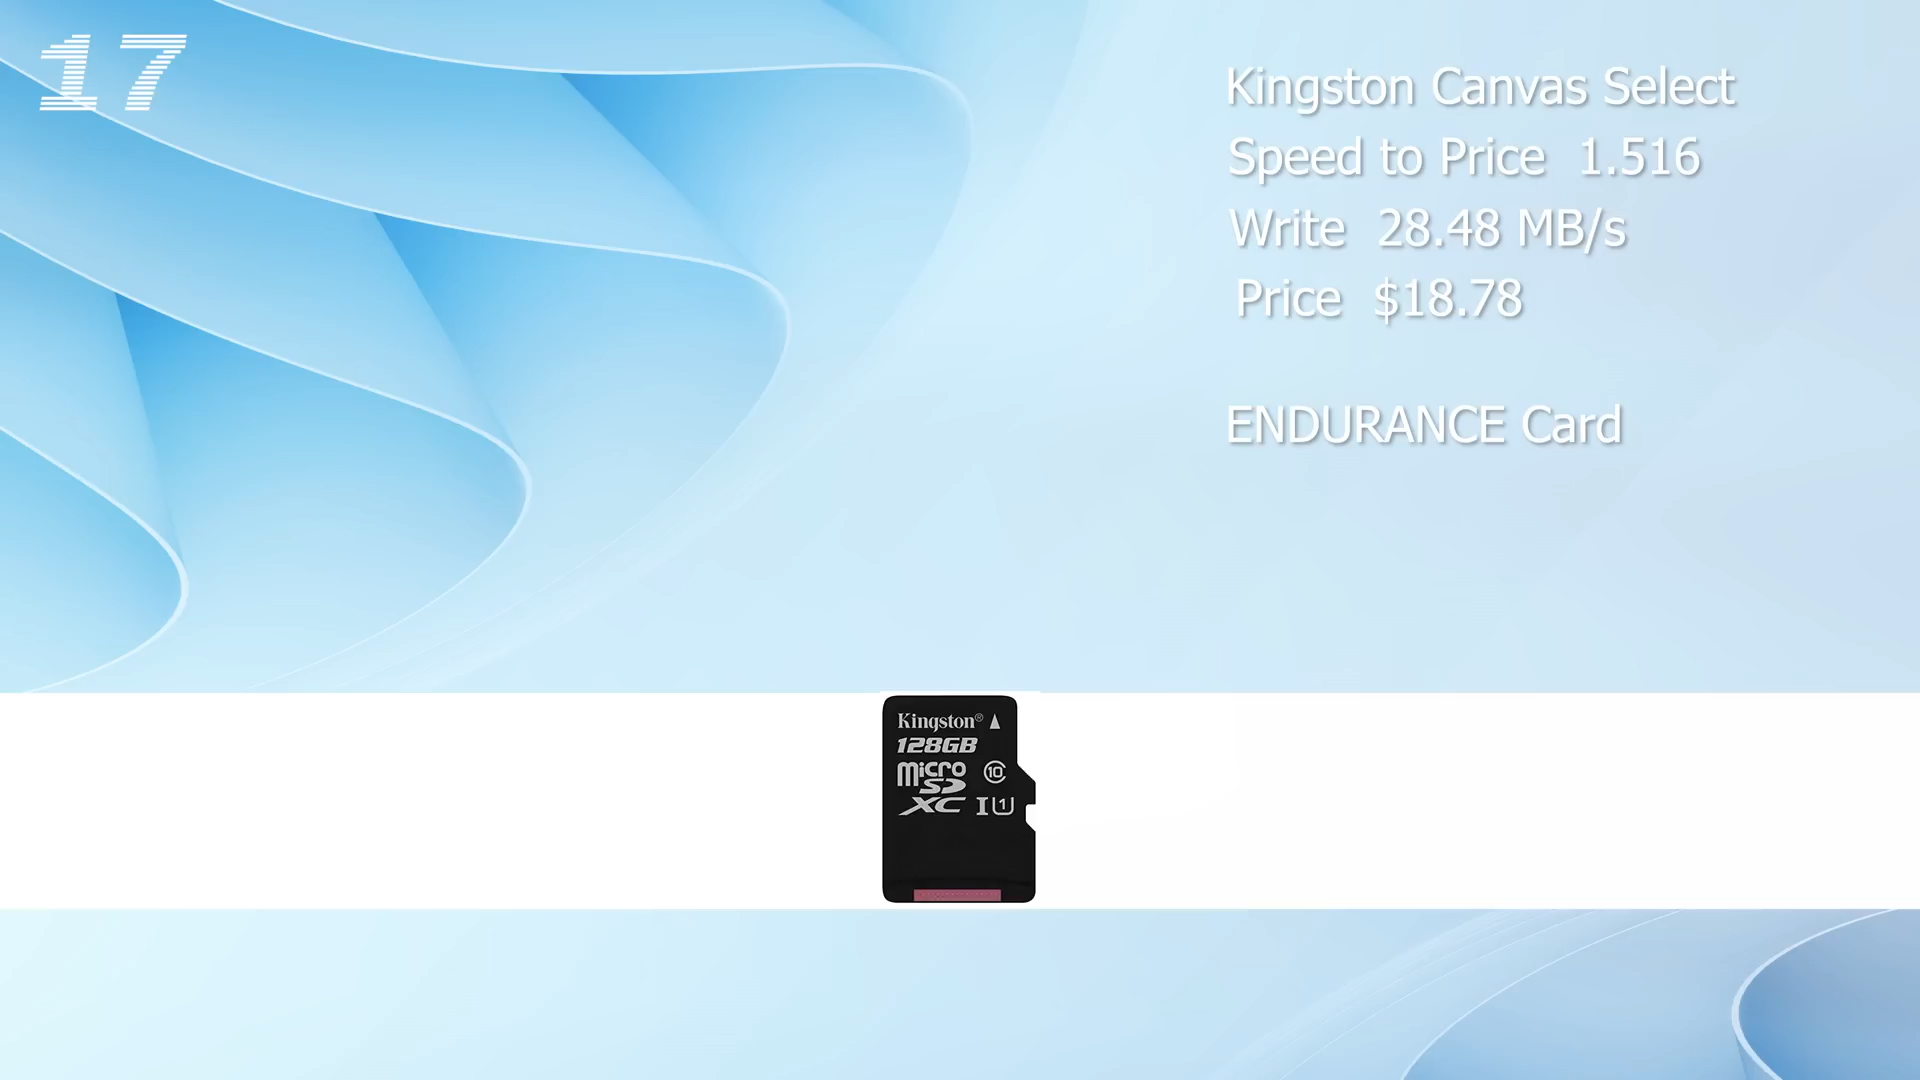 17
Kingston Canvas Select
Speed to Price 1.516
Write 28.48 MB/s
Price $18.78
ENDURANCE Card
Kingston®
128GB
micro
SD
XC I U1
10